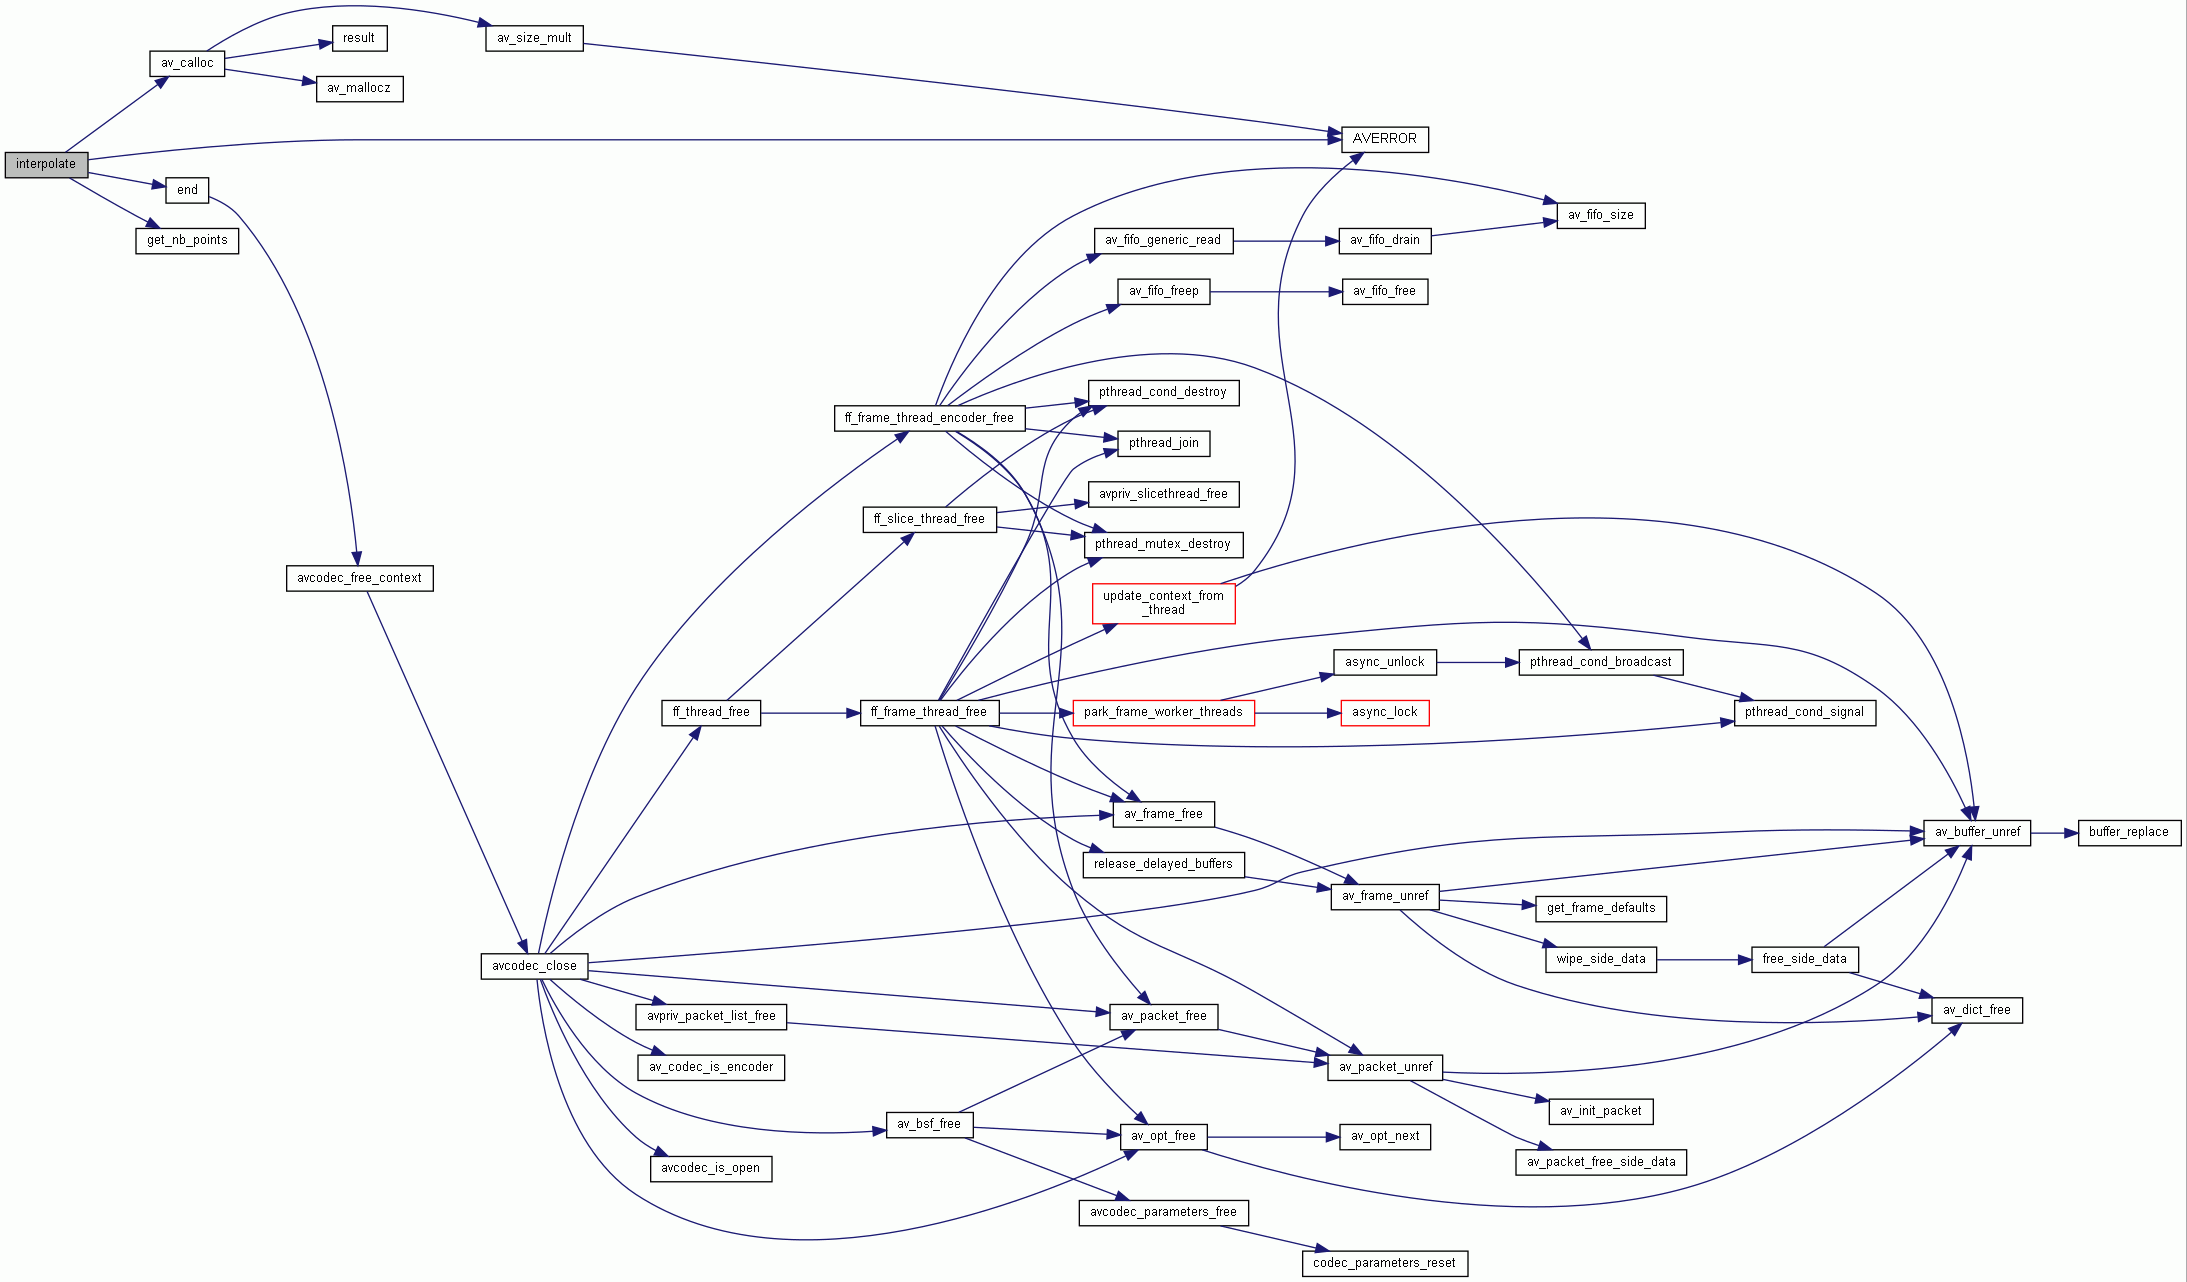 av_size_mult
result
av_calloc
av_mallocz
AVERROR
interpolate
end
av_fifo_size
get_nb_points
av_fifo_generic_read
av_fifo_drain
av_fifo_freep
av_fifo_free
pthread_cond_destroy
ff_frame_thread_encoder_free
pthread_join
avpriv_slicethread_free
ff_slice_thread_free
pthread_mutex_destroy
avcodec_free_context
update_context_from
_thread
async_unlock
pthread_cond_broadcast
ff_thread_free
ff_frame_thread_free
park_frame_worker_threads
async_lock
pthread_cond_signal
av_frame_free
av_buffer_unref
buffer_replace
release_delayed_buffers
av_frame_unref
get_frame_defaults
avcodec_close
wipe_side_data
free_side_data
avpriv_packet_list_free
av_packet_free
av_dict_free
av_codec_is_encoder
av_packet_unref
av_init_packet
av_bsf_free
av_opt_free
av_opt_next
avcodec_is_open
av_packet_free_side_data
avcodec_parameters_free
codec_parameters_reset